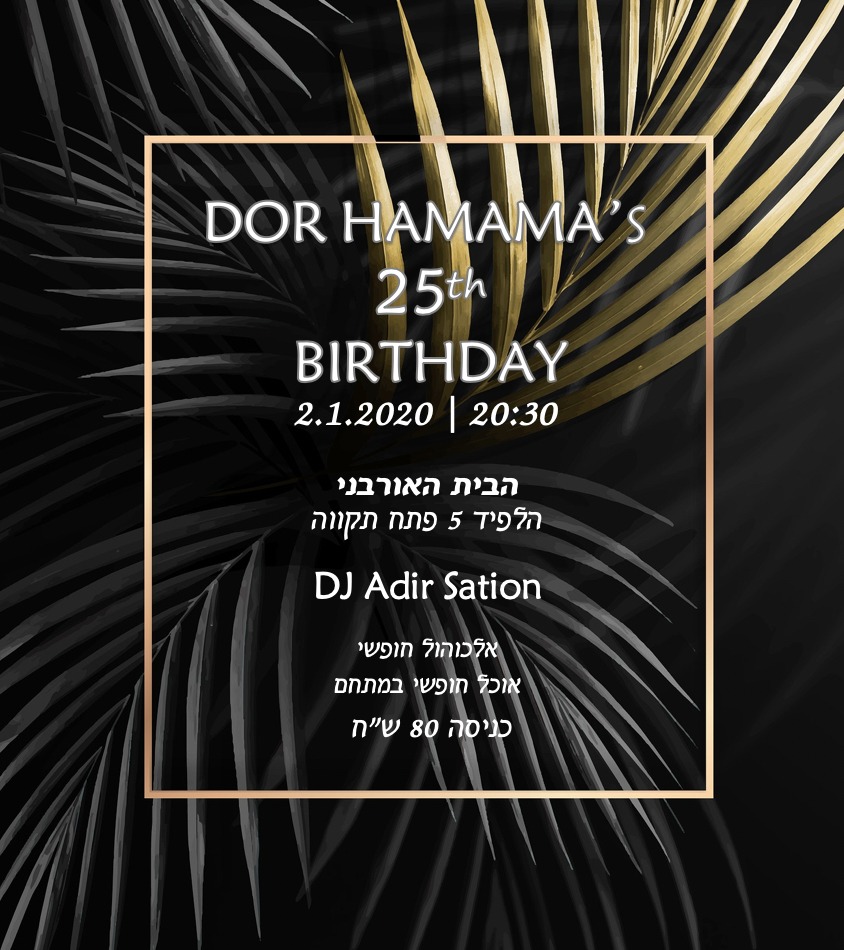 DOR HAMAMA'S
25th
BIRTHDAY
2.1.2020 | 20:30
הבית האורבני
הלפיד 5 פתח תקווה
DJ Adir Sation
אלכוהול חופשי
אוכל חופשי במתחם
כניסה 80 ש"ח